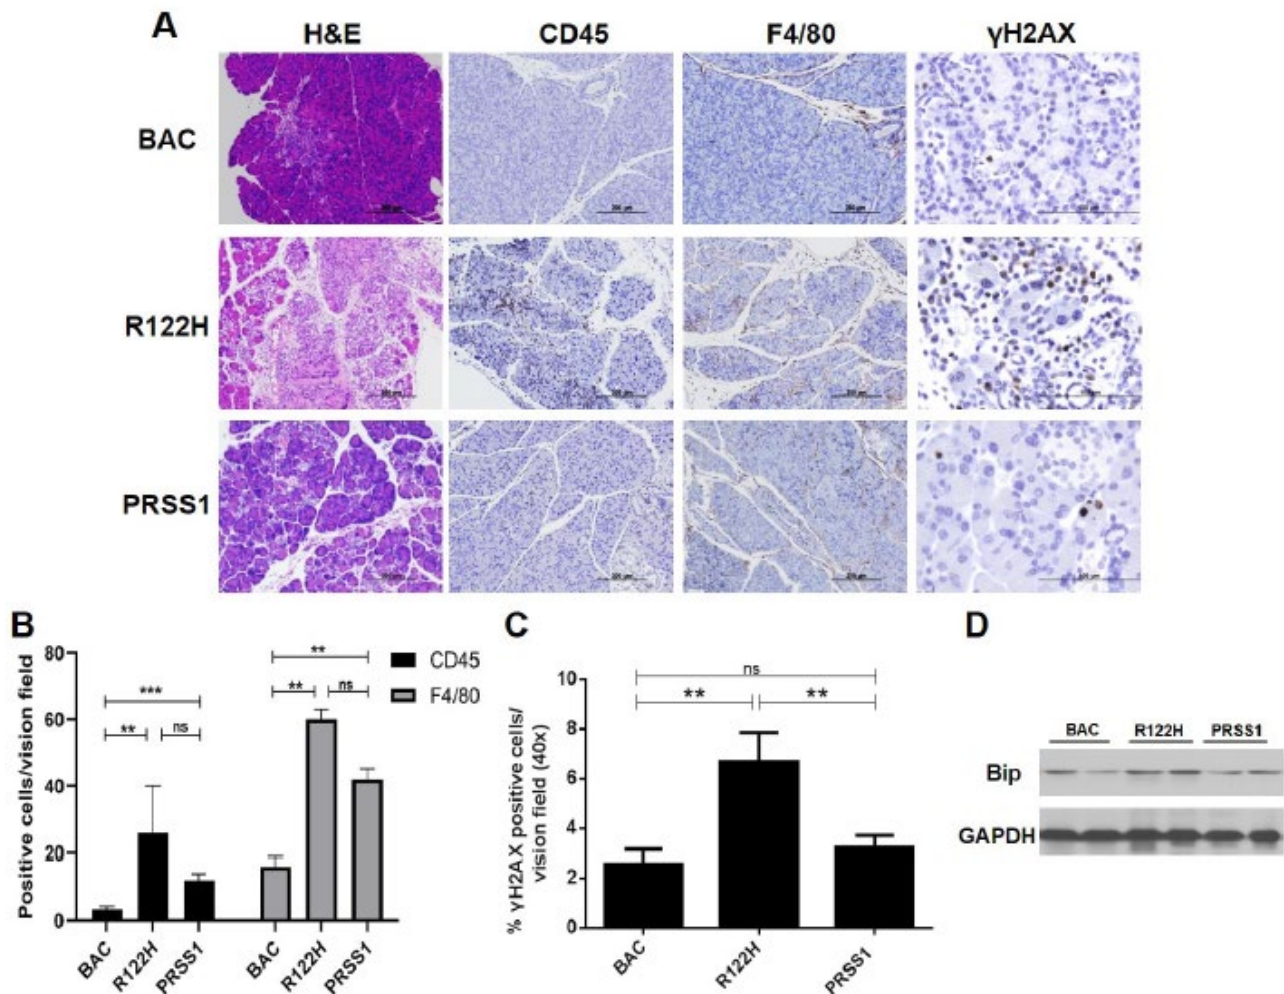 A
H&E CD45 F4/80 γH2AX
BAC
200 µm
R122H
PRSS1
B
Positive cells/vision field
80
60
40
20
0
CD45
F4/80
***
** ns
**
** ns
BAC R122H PRSS1 BAC R122H PRSS1
C
% γH2AX positive cells/
vision field (40x)
10
8
6
4
2
0
ns
** **
BAC R122H PRSS1
D
BAC R122H PRSS1
Bip
GAPDH